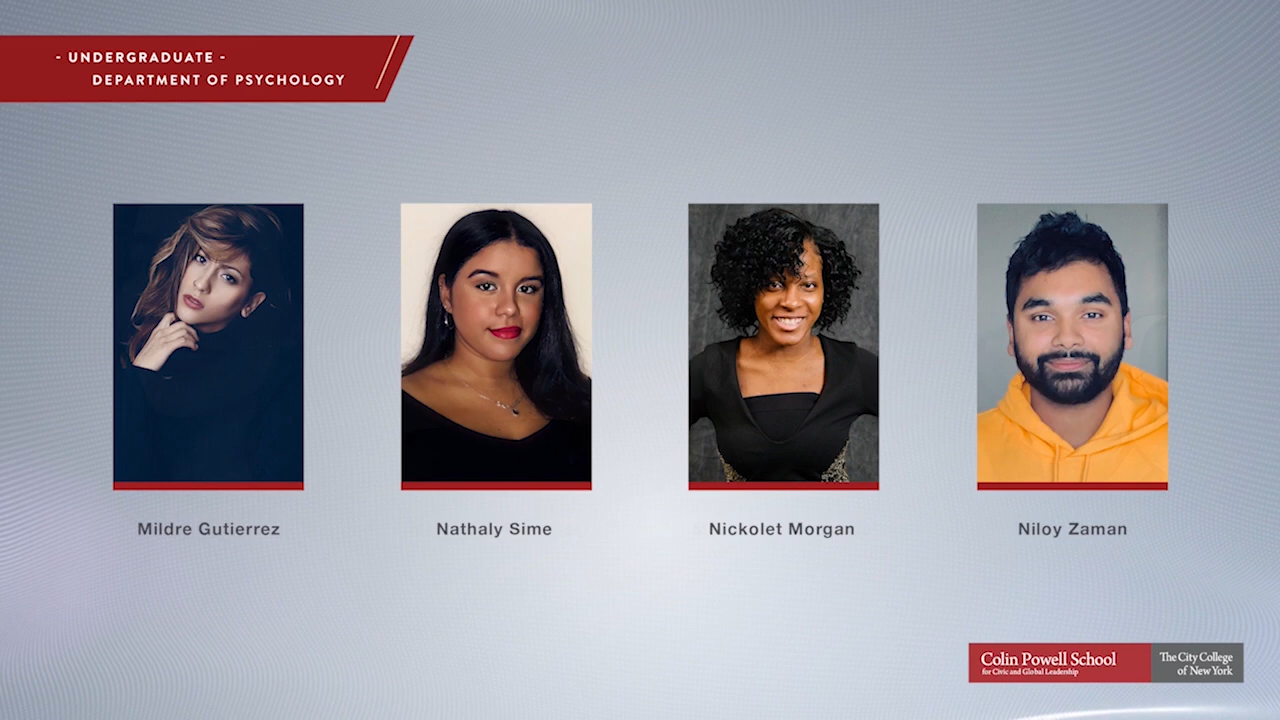 - UNDERGRADUATE -
DEPARTMENT OF PSYCHOLOGY
Mildre Gutierrez
Nathaly Sime
Nickolet Morgan
Niloy Zaman
Colin Powell School
for Civic and Global Leadership
The City College
of New York